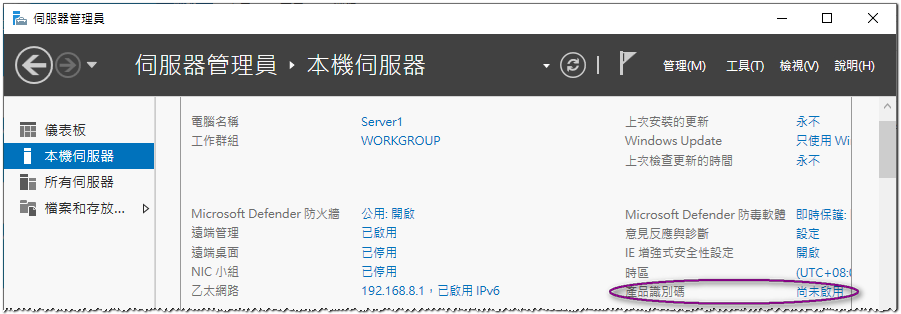 伺服器管理員
伺服器管理員 ‣ 本機伺服器
管理(M) 工具(T) 檢視(V) 說明(H)
儀表板
本機伺服器
所有伺服器
檔案和存放...
電腦名稱 Server1
工作群組 WORKGROUP
上次安裝的更新 永不
Windows Update 只使用 Wi
上次檢查更新的時間 永不
Microsoft Defender 防火牆 公用: 開啟
遠端管理 已啟用
遠端桌面 已停用
NIC 小組 已停用
乙太網路 192.168.8.1，已啟用 IPv6
Microsoft Defender 防毒軟體 即時保護:
意見反應與診斷 設定
IE 增強式安全性設定 開啟
時區 (UTC+08:0
產品識別碼 尚未啟用